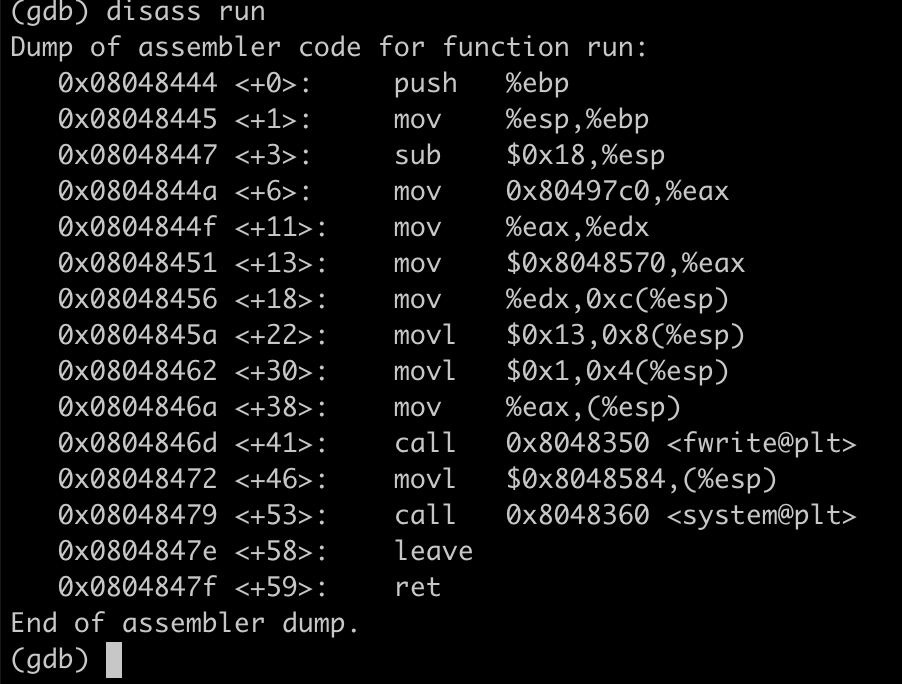 (gdb) disass run
Dump of assembler code for function run:
   0x08048444 <+0>:     push   %ebp
   0x08048445 <+1>:     mov    %esp,%ebp
   0x08048447 <+3>:     sub    $0x18,%esp
   0x0804844a <+6>:     mov    0x80497c0,%eax
   0x0804844f <+11>:    mov    %eax,%edx
   0x08048451 <+13>:    mov    $0x8048570,%eax
   0x08048456 <+18>:    mov    %edx,0xc(%esp)
   0x0804845a <+22>:    movl   $0x13,0x8(%esp)
   0x08048462 <+30>:    movl   $0x1,0x4(%esp)
   0x0804846a <+38>:    mov    %eax,(%esp)
   0x0804846d <+41>:    call   0x8048350 <fwrite@plt>
   0x08048472 <+46>:    movl   $0x8048584,(%esp)
   0x08048479 <+53>:    call   0x8048360 <system@plt>
   0x0804847e <+58>:    leave
   0x0804847f <+59>:    ret
End of assembler dump.
(gdb)